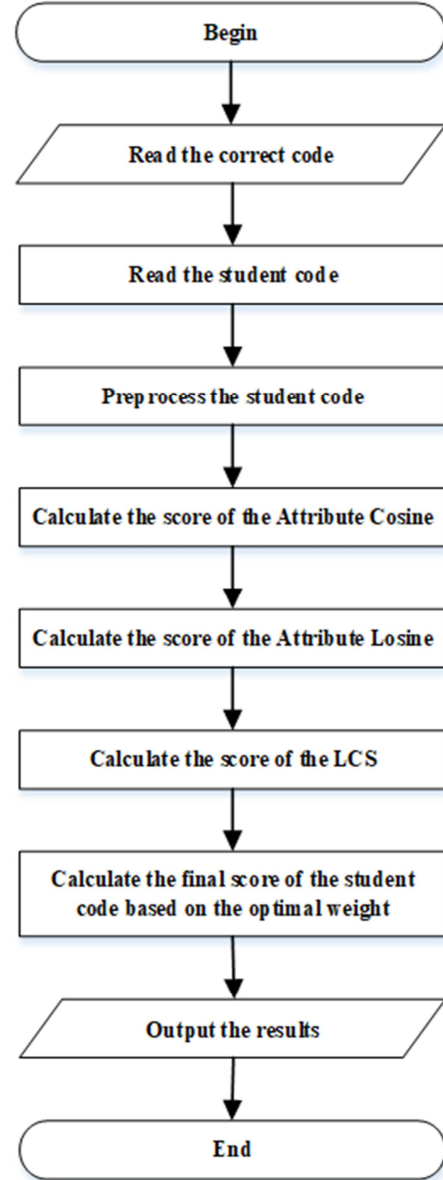 Begin
Read the correct code
Read the student code
Preprocess the student code
Calculate the score of the Attribute Cosine
Calculate the score of the Attribute Losine
Calculate the score of the LCS
Calculate the final score of the student
code based on the optimal weight
Output the results
End